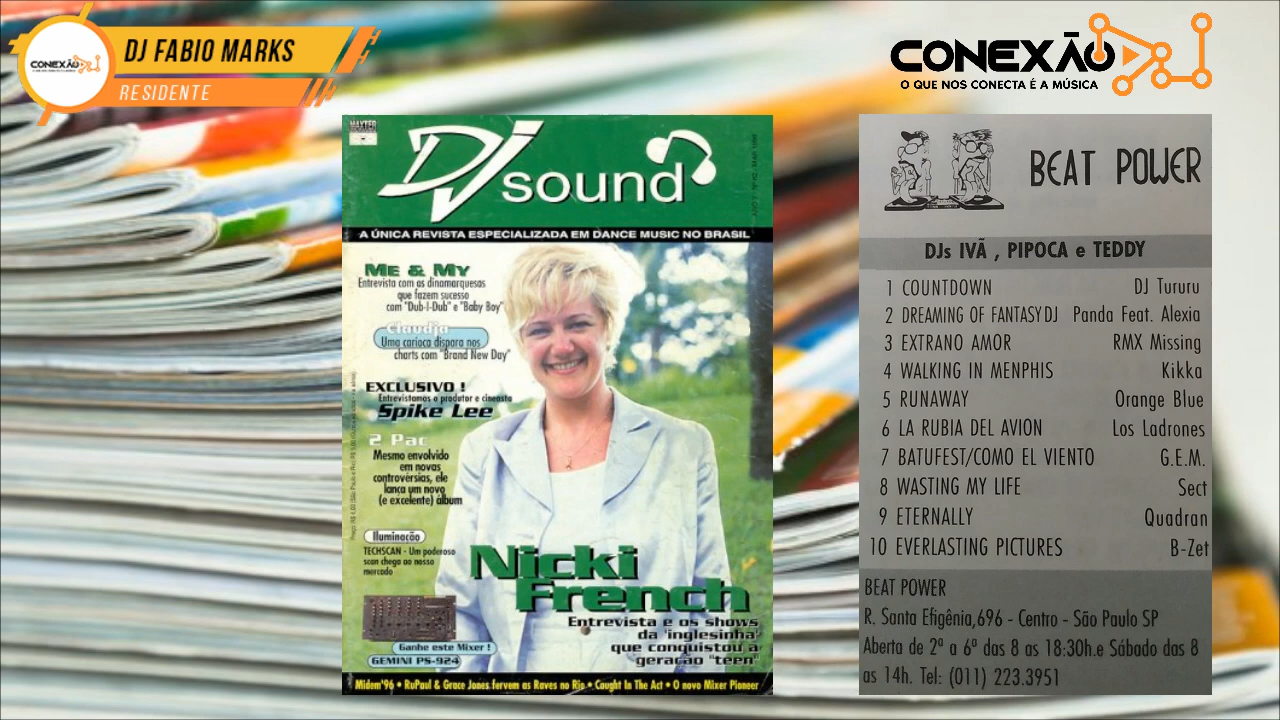 DJ FABIO MARKS
RESIDENTE
CONEXÃO
O QUE NOS CONECTA É A MÚSICA
DJ sound
A ÚNICA REVISTA ESPECIALIZADA EM DANCE MUSIC NO BRASIL
ME & MY
Entrevista com as dinamarquesas
que fazem sucesso
com "Dub-I-Dub" e "Baby Boy"
Claudja
Uma carioca dispara nos
charts com "Brand New Day"
EXCLUSIVO !
Entrevistamos o produtor e cineasta
Spike Lee
2 Pac
Mesmo envolvido
em novas
controvérsias, ele
lança um novo
(e excelente) álbum
Iluminação
TECHSCAN - Um poderoso
scan chega ao nosso
mercado
Nicki
French
Entrevista e os shows
da 'inglesinha'
que conquistou a
geração "teen"
Ganhe este Mixer !
GEMINI PS-924
Midem'96 • RuPaul & Grace Jones fervem as Raves no Rio • Caught In The Act • O novo Mixer Pioneer
BEAT POWER
DJs IVÃ , PIPOCA e TEDDY
1 COUNTDOWN DJ Tururu
2 DREAMING OF FANTASYDJ Panda Feat. Alexia
3 EXTRANO AMOR RMX Missing
4 WALKING IN MENPHIS Kikka
5 RUNAWAY Orange Blue
6 LA RUBIA DEL AVION Los Ladrones
7 BATUFEST/COMO EL VIENTO G.E.M.
8 WASTING MY LIFE Sect
9 ETERNALLY Quadran
10 EVERLASTING PICTURES B-Zet
BEAT POWER
R. Santa Efigênia,696 - Centro - São Paulo SP
Aberta de 2ª a 6ª das 8 as 18:30h.e Sábado das 8
as 14h. Tel: (011) 223.3951